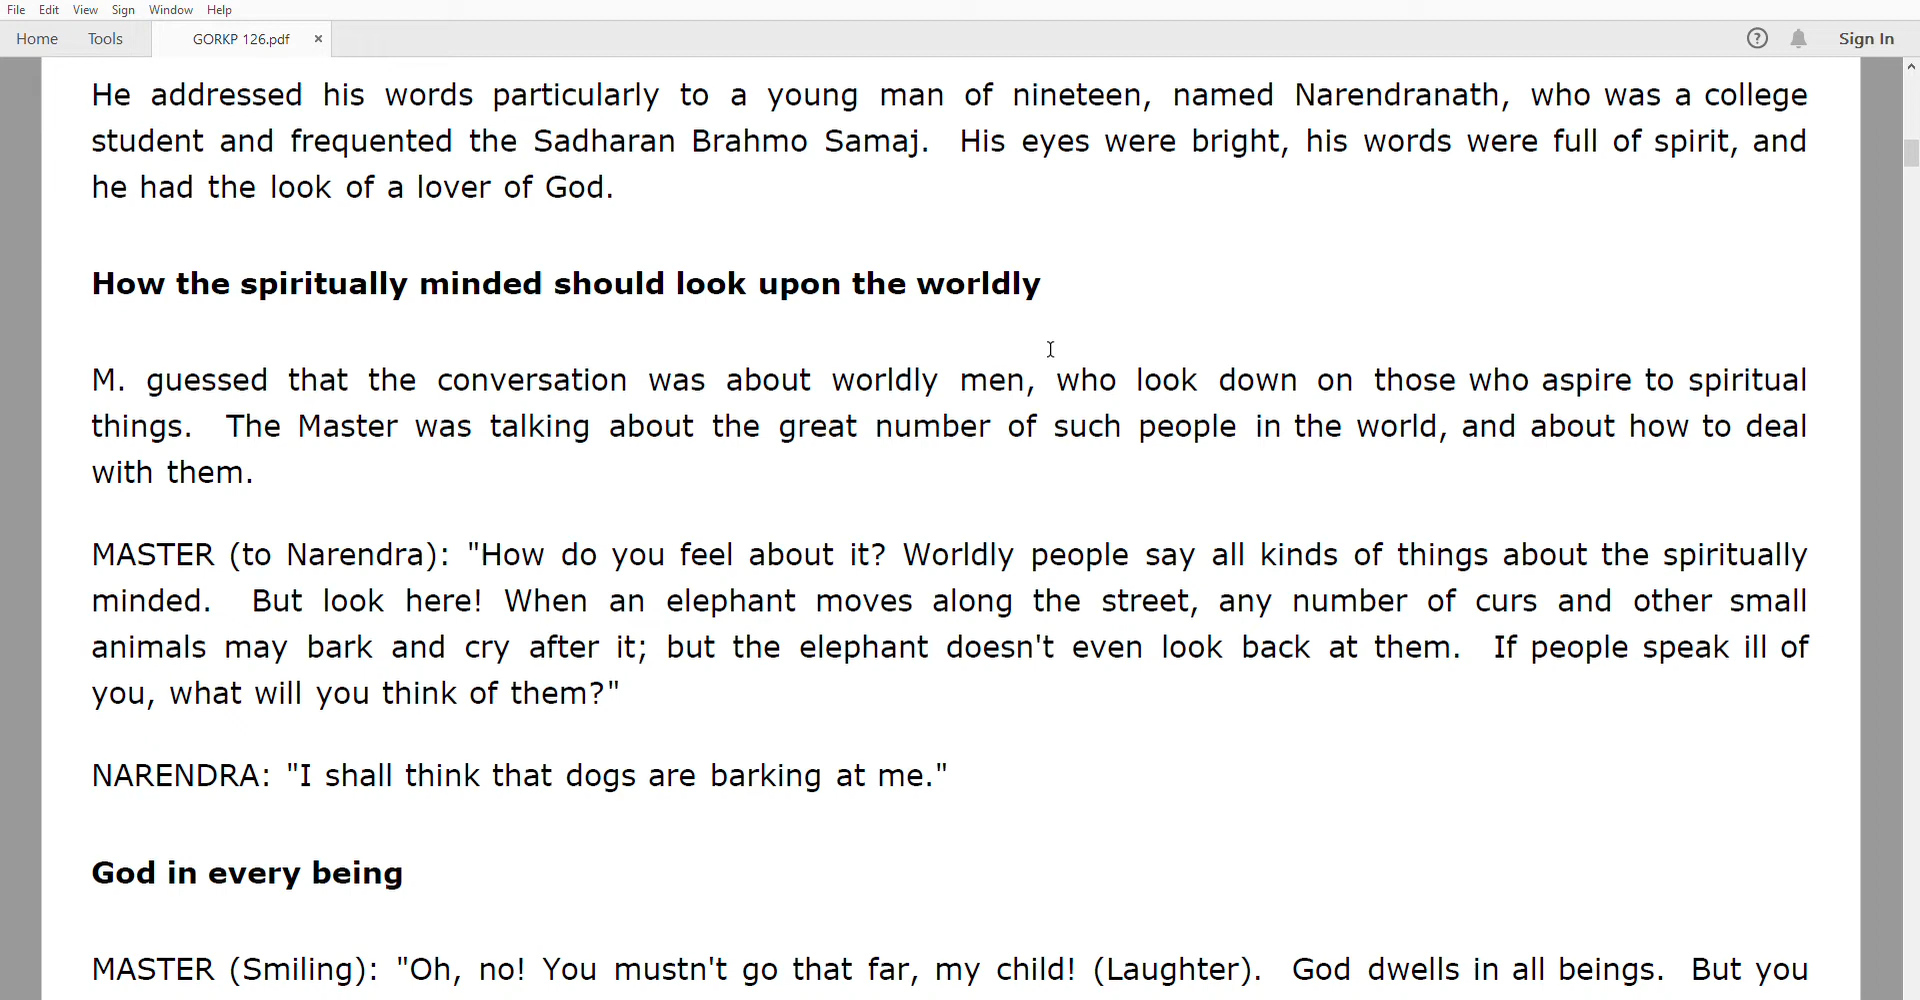 File Edit View Sign Window Help
Home Tools GORKP 126.pdf × ? Sign In
He addressed his words particularly to a young man of nineteen, named Narendranath, who was a college
student and frequented the Sadharan Brahmo Samaj. His eyes were bright, his words were full of spirit, and
he had the look of a lover of God.
How the spiritually minded should look upon the worldly
M. guessed that the conversation was about worldly men, who look down on those who aspire to spiritual
things. The Master was talking about the great number of such people in the world, and about how to deal
with them.
MASTER (to Narendra): "How do you feel about it? Worldly people say all kinds of things about the spiritually
minded. But look here! When an elephant moves along the street, any number of curs and other small
animals may bark and cry after it; but the elephant doesn't even look back at them. If people speak ill of
you, what will you think of them?"
NARENDRA: "I shall think that dogs are barking at me."
God in every being
MASTER (Smiling): "Oh, no! You mustn't go that far, my child! (Laughter). God dwells in all beings. But you